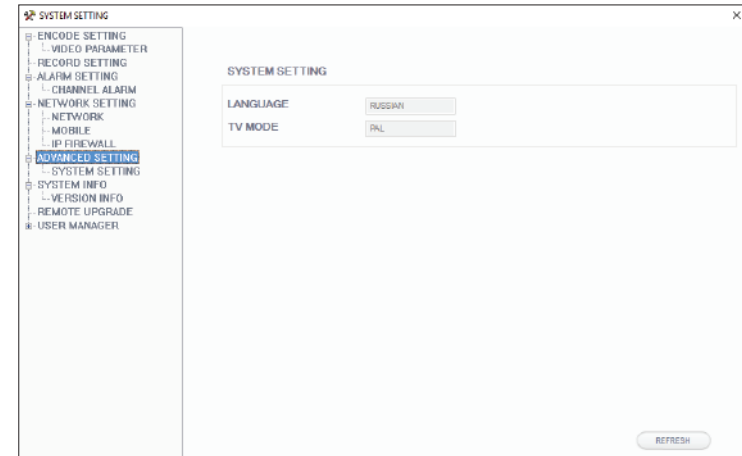 SYSTEM SETTING
ENCODE SETTING
VIDEO PARAMETER
RECORD SETTING
ALARM SETTING
CHANNEL ALARM
NETWORK SETTING
NETWORK
MOBILE
IP FIREWALL
ADVANCED SETTING
SYSTEM SETTING
SYSTEM INFO
VERSION INFO
REMOTE UPGRADE
USER MANAGER
SYSTEM SETTING
LANGUAGE RUSSIAN
TV MODE PAL
REFRESH